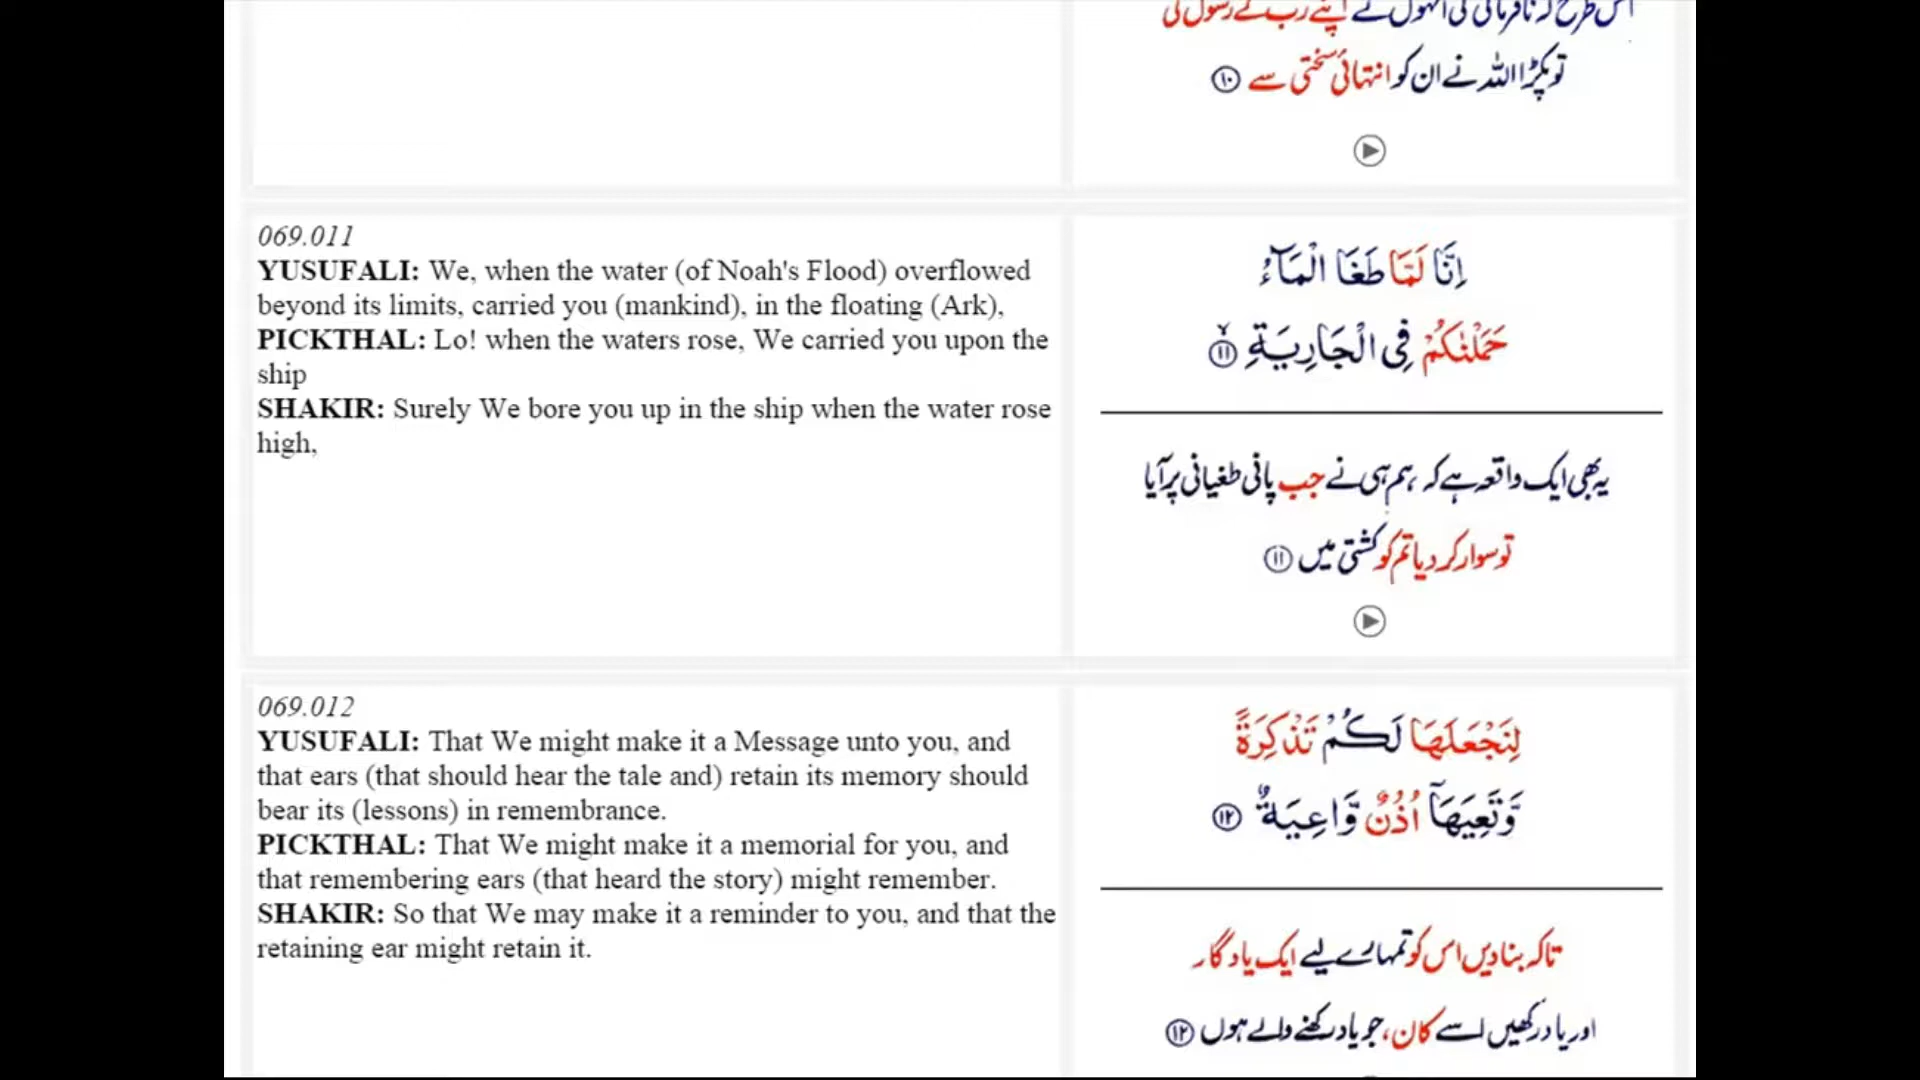 اس طرح کہ نافرمانی کی انہوں نے اپنے رب کے رسول کی
تو پکڑا اللہ نے ان کو انتہائی سختی سے ۱۰
069.011
YUSUFALI: We, when the water (of Noah's Flood) overflowed
beyond its limits, carried you (mankind), in the floating (Ark),
PICKTHAL: Lo! when the waters rose, We carried you upon the
ship
SHAKIR: Surely We bore you up in the ship when the water rose
high,
اِنَّا لَمَّا طَغَا الْمَآءُ
حَمَلْنٰكُمْ فِى الْجَارِيَةِ ۙ ۱۱
یہ بھی ایک واقعہ ہے کہ ہم ہی نے جب پانی طغیانی پر آیا
تو سوار کر دیا تم کو کشتی میں ۱۱
069.012
YUSUFALI: That We might make it a Message unto you, and
that ears (that should hear the tale and) retain its memory should
bear its (lessons) in remembrance.
PICKTHAL: That We might make it a memorial for you, and
that remembering ears (that heard the story) might remember.
SHAKIR: So that We may make it a reminder to you, and that the
retaining ear might retain it.
لِنَجْعَلَهَا لَكُمْ تَذْكِرَةً
وَّتَعِيَهَآ اُذُنٌ وَّاعِيَةٌ ۱۲
تاکہ بنا دیں اس کو تمہارے لیے ایک یادگار
اور یاد رکھیں اسے کان، جو یاد رکھنے والے ہوں ۱۲